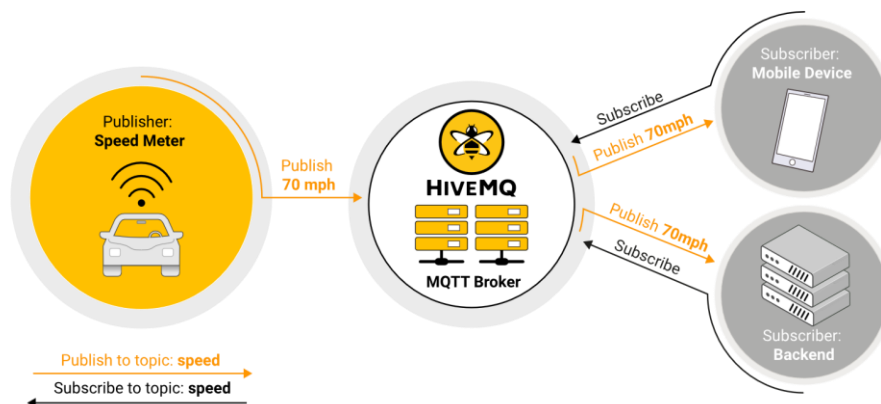 Publisher:
Speed Meter
Publish
70 mph
HIVEMQ
MQTT Broker
Subscribe
Publish 70mph
Subscriber:
Mobile Device
Publish 70mph
Subscribe
Subscriber:
Backend
Publish to topic: speed
Subscribe to topic: speed